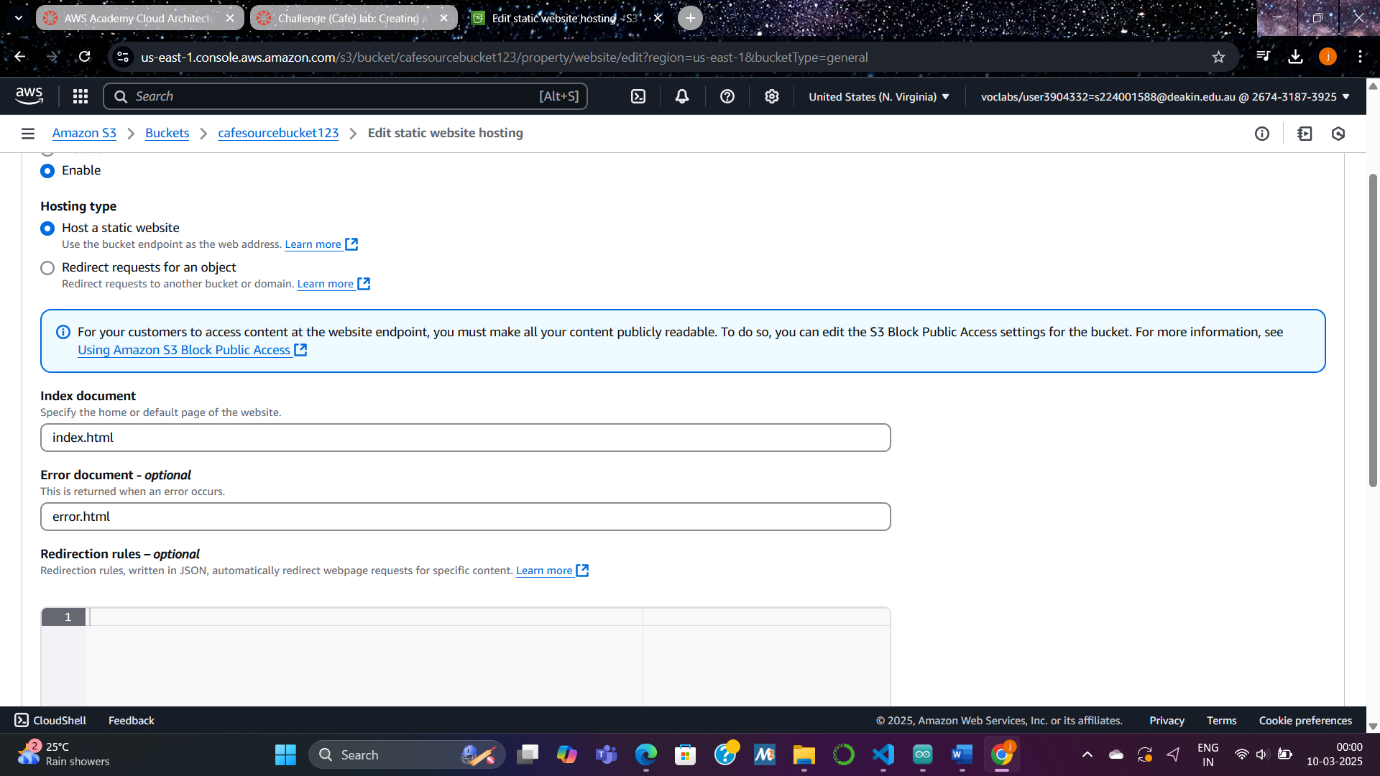 AWS Academy Cloud Architecti
Challenge (Cafe) lab: Creating a
Edit static website hosting - S3
us-east-1.console.aws.amazon.com/s3/bucket/cafesourcebucket123/property/website/edit?region=us-east-1&bucketType=general
j
aws
Search
[Alt+S]
United States (N. Virginia)
voclabs/user3904332=s224001588@deakin.edu.au @ 2674-3187-3925
Amazon S3 > Buckets > cafesourcebucket123 > Edit static website hosting
Enable
Hosting type
Host a static website
Use the bucket endpoint as the web address. Learn more
Redirect requests for an object
Redirect requests to another bucket or domain. Learn more
For your customers to access content at the website endpoint, you must make all your content publicly readable. To do so, you can edit the S3 Block Public Access settings for the bucket. For more information, see
Using Amazon S3 Block Public Access
Index document
Specify the home or default page of the website.
index.html
Error document - optional
This is returned when an error occurs.
error.html
Redirection rules – optional
Redirection rules, written in JSON, automatically redirect webpage requests for specific content. Learn more
1
CloudShell Feedback
© 2025, Amazon Web Services, Inc. or its affiliates. Privacy Terms Cookie preferences
2
25°C
Rain showers
Search
ENG
IN
00:00
10-03-2025